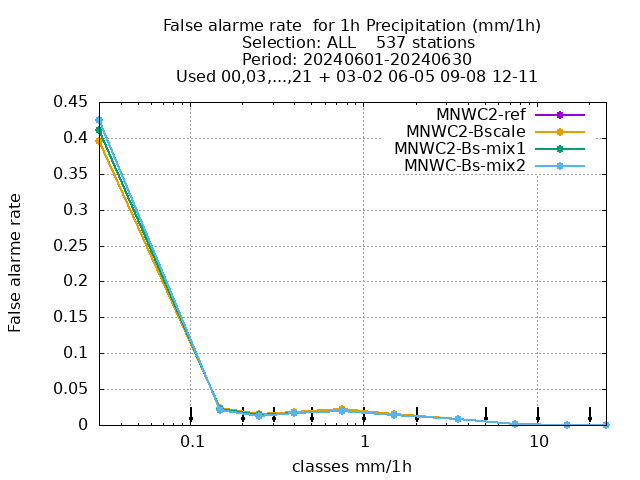 False alarme rate  for 1h Precipitation (mm/1h)
Selection: ALL    537 stations
Period: 20240601-20240630
Used 00,03,...,21 + 03-02 06-05 09-08 12-11
MNWC2-ref
MNWC2-Bscale
MNWC2-Bs-mix1
MNWC-Bs-mix2
0.45
0.4
0.35
0.3
0.25
0.2
0.15
0.1
0.05
0
False alarme rate
0.1 1 10
classes mm/1h